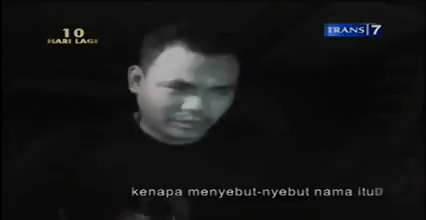 10
HARI LAGI
TRANS 7
kenapa menyebut-nyebut nama itu